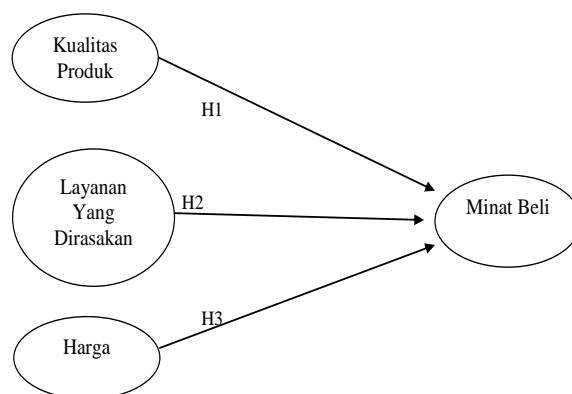 Kualitas
Produk
H1
Layanan
Yang
Dirasakan
H2
Minat Beli
H3
Harga